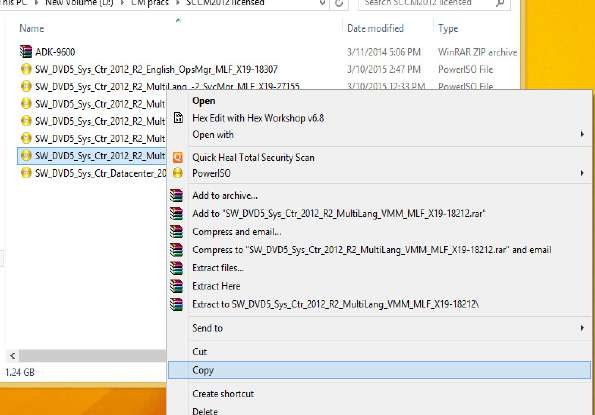 his PC
New Volume (D:)
CM pracs
SCCM2012 licensed
Search SCCM2012 licensed
Name
Date modified
Type
ADK-9600
3/11/2014 5:06 PM
WinRAR ZIP archive
SW_DVD5_Sys_Ctr_2012_R2_English_OpsMgr_MLF_X19-18307
3/10/2015 2:47 PM
PowerISO File
SW_DVD5_Sys_Ctr_2012_R2_MultiLang_-2_SvcMgr_MLF_X19-27155
3/10/2015 12:33 PM
PowerISO File
SW_DVD5_Sys_Ctr_2012_R2_Multi
SW_DVD5_Sys_Ctr_2012_R2_Multi
SW_DVD5_Sys_Ctr_2012_R2_Multi
SW_DVD5_Sys_Ctr_2012_R2_Multi
SW_DVD5_Sys_Ctr_Datacenter_20
1.24 GB
Open
Hex Edit with Hex Workshop v6.8
Open with
Quick Heal Total Security Scan
PowerISO
Add to archive...
Add to "SW_DVD5_Sys_Ctr_2012_R2_MultiLang_VMM_MLF_X19-18212.rar"
Compress and email...
Compress to "SW_DVD5_Sys_Ctr_2012_R2_MultiLang_VMM_MLF_X19-18212.rar" and email
Extract files...
Extract Here
Extract to SW_DVD5_Sys_Ctr_2012_R2_MultiLang_VMM_MLF_X19-18212\
Send to
Cut
Copy
Create shortcut
Delete